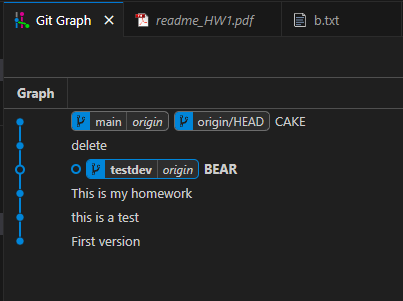 Git Graph readme_HW1.pdf b.txt
Graph
main origin origin/HEAD CAKE
delete
testdev origin BEAR
This is my homework
this is a test
First version